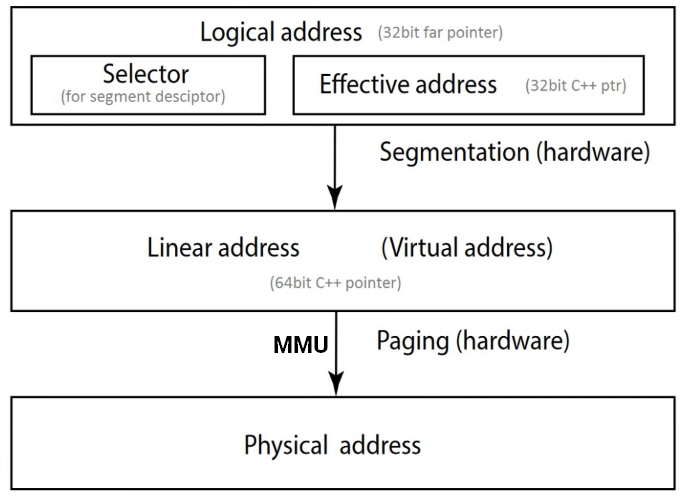 Logical address (32bit far pointer)
Selector
(for segment desciptor)
Effective address (32bit C++ ptr)
Segmentation (hardware)
Linear address (Virtual address)
(64bit C++ pointer)
MMU Paging (hardware)
Physical address